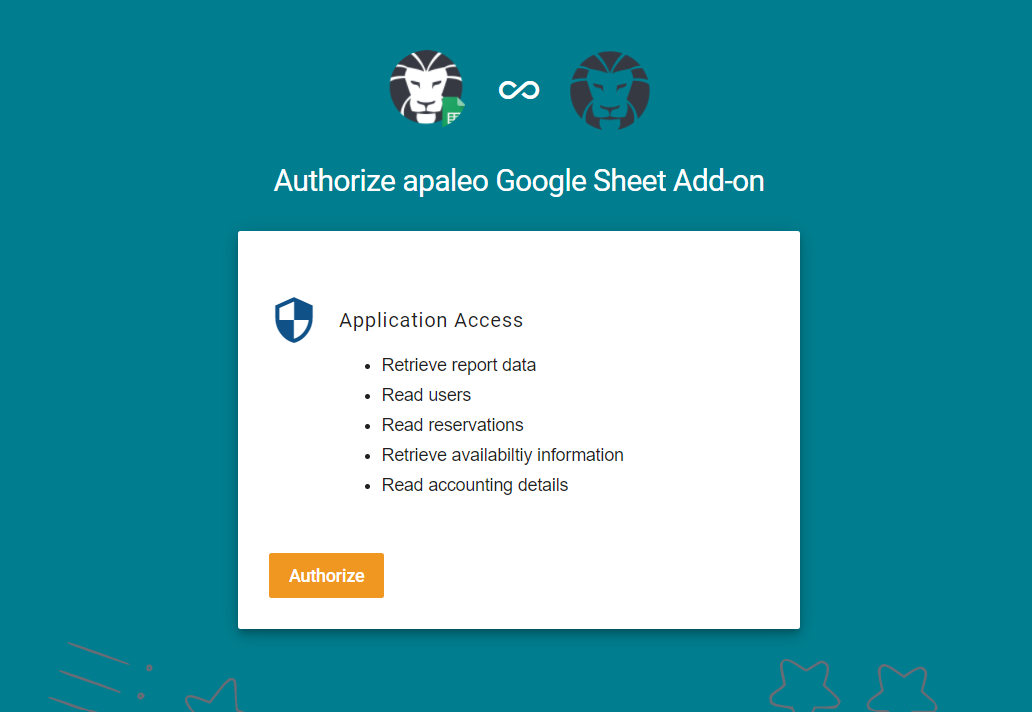 Authorize apaleo Google Sheet Add-on
Application Access
Retrieve report data
Read users
Read reservations
Retrieve availabiltiy information
Read accounting details
Authorize